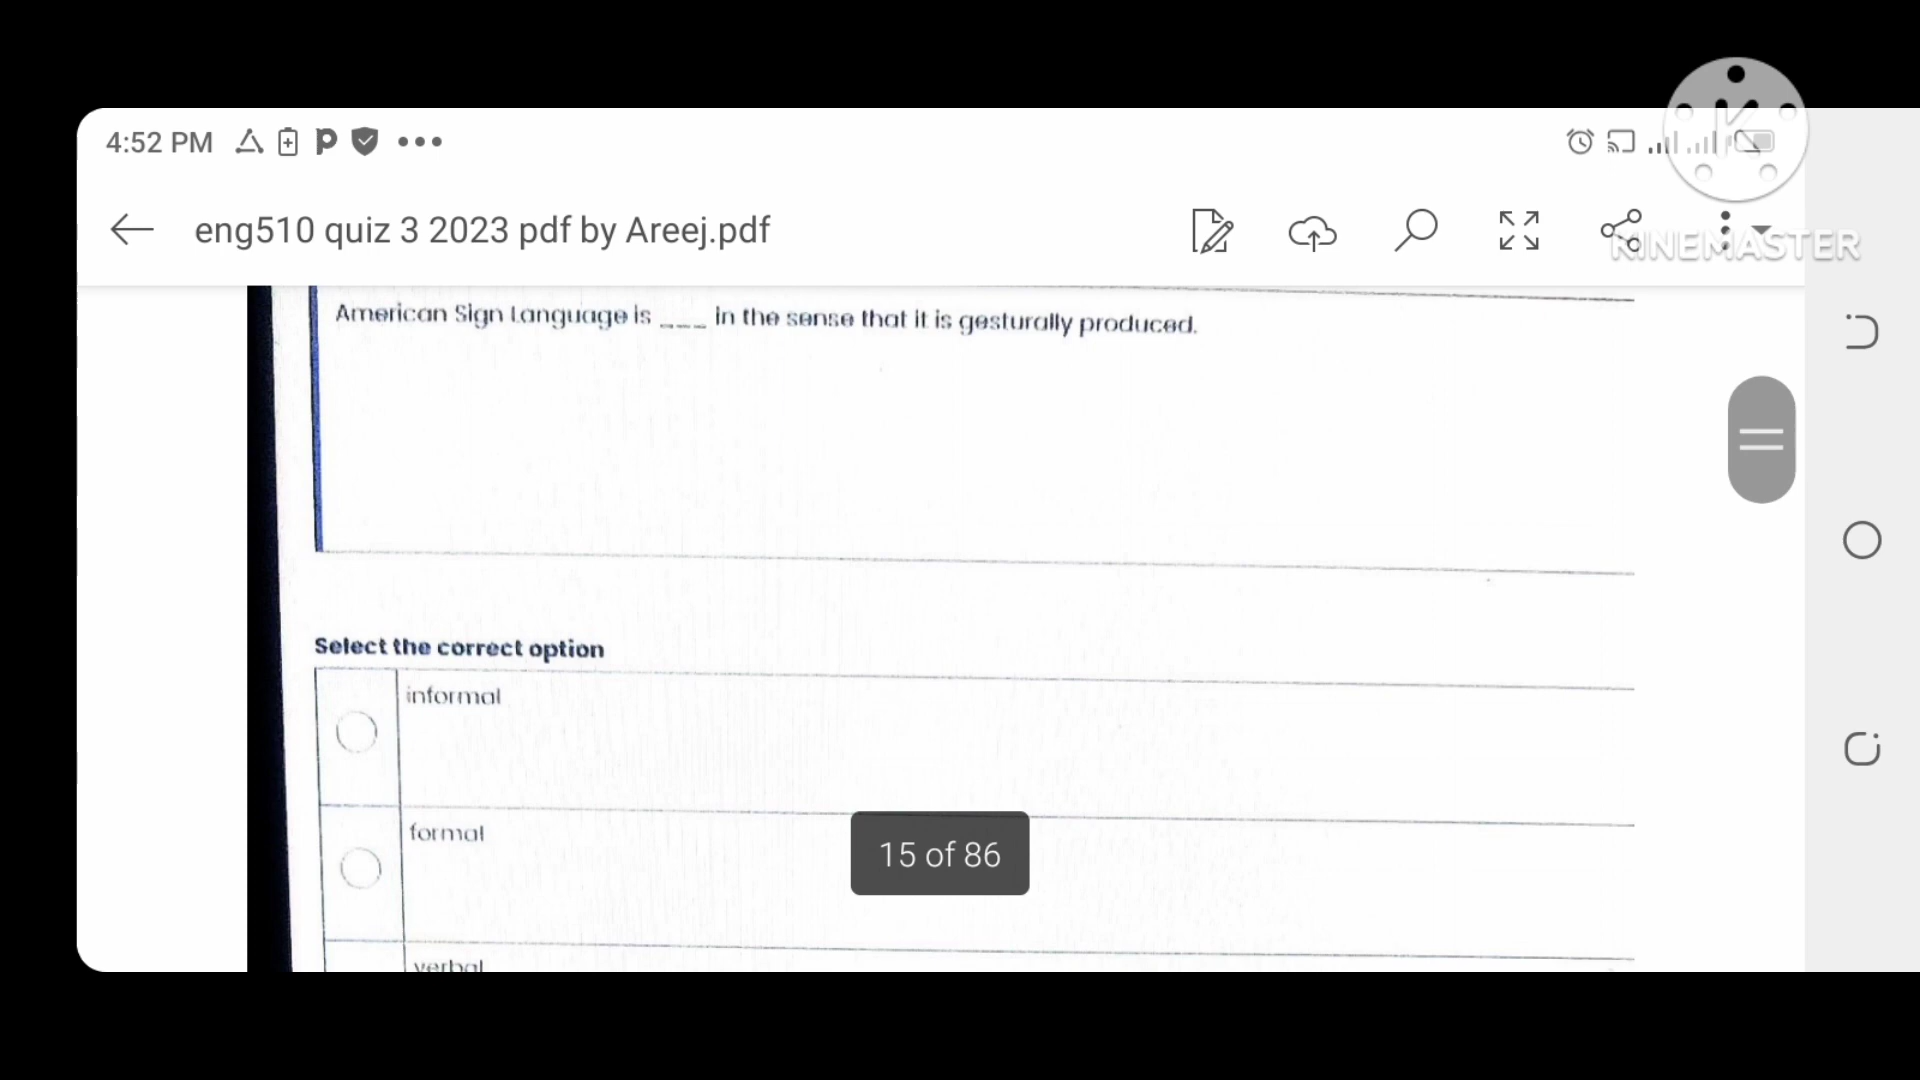 4:52 PM
eng510 quiz 3 2023 pdf by Areej.pdf
KINEMASTER
American Sign Language is ___ in the sense that it is gesturally produced.
Select the correct option
informal
formal
15 of 86
verbal